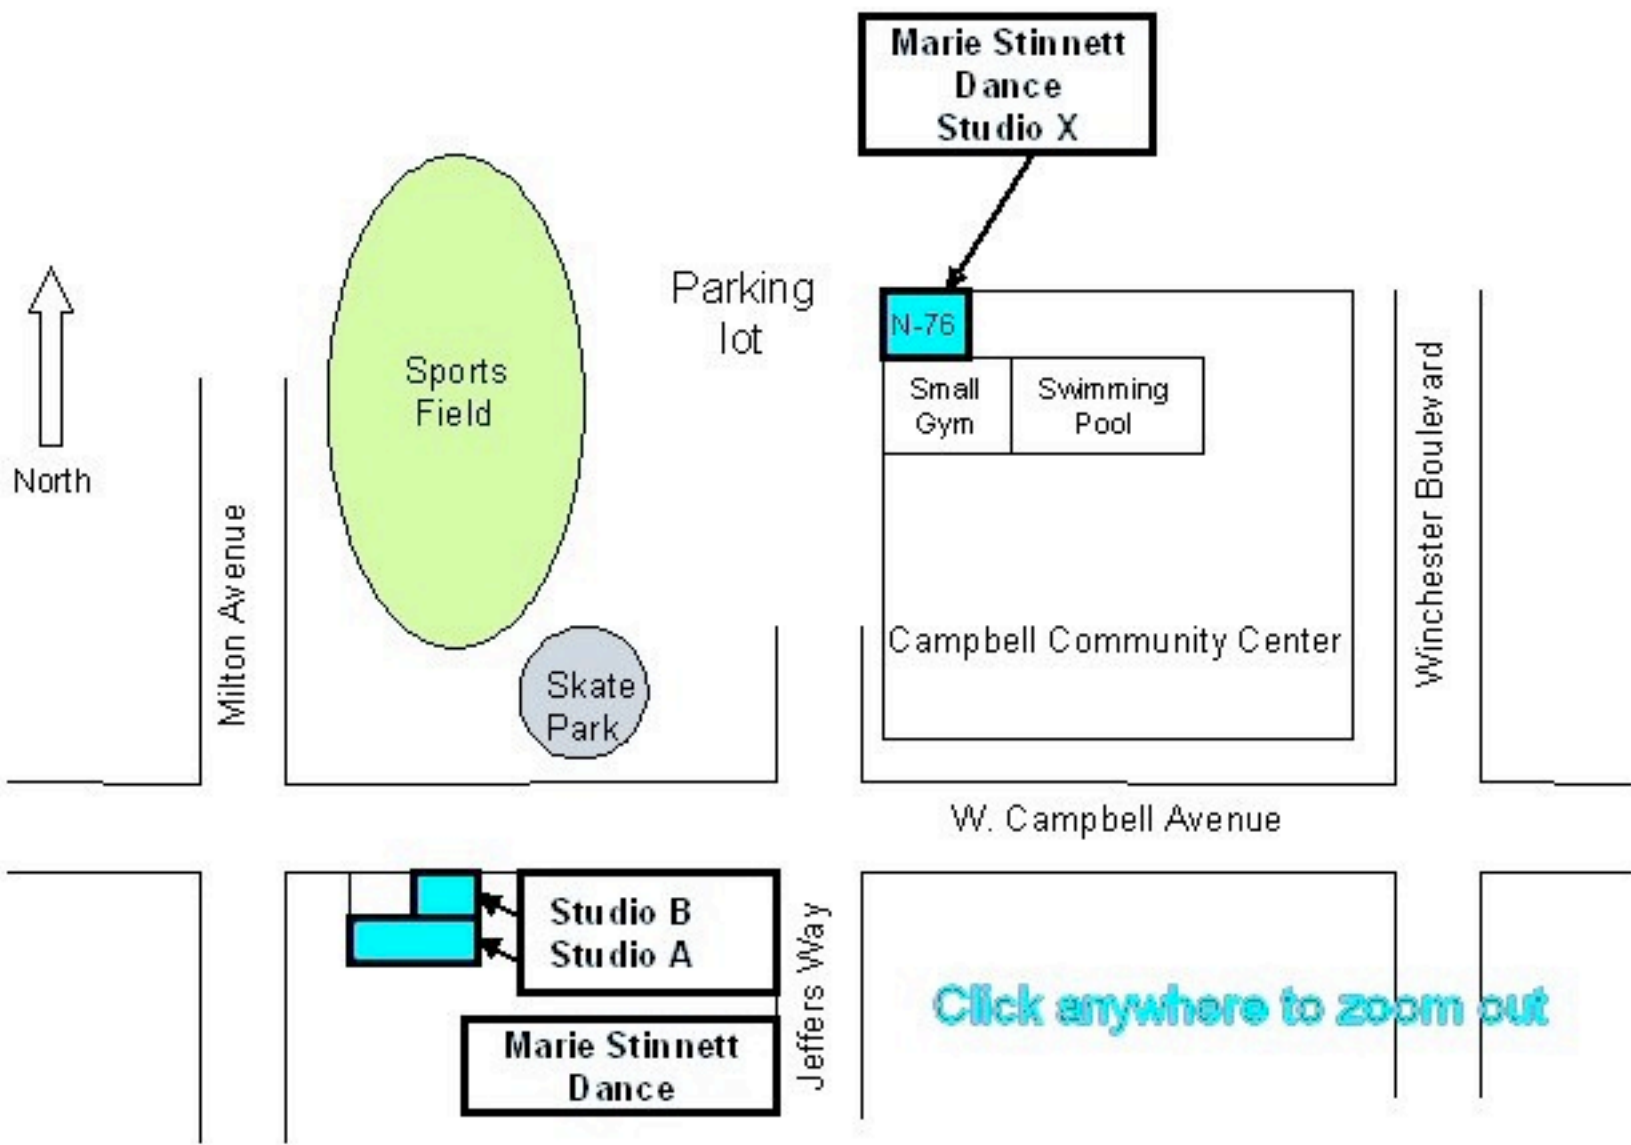 Marie Stinnett
Dance
Studio X
Parking
lot
N-76
Sports
Field
Small
Gym
Swimming
Pool
North
Milton Avenue
Winchester Boulevard
Campbell Community Center
Skate
Park
W. Campbell Avenue
Studio B
Studio A
Jeffers Way
Click anywhere to zoom out
Marie Stinnett
Dance